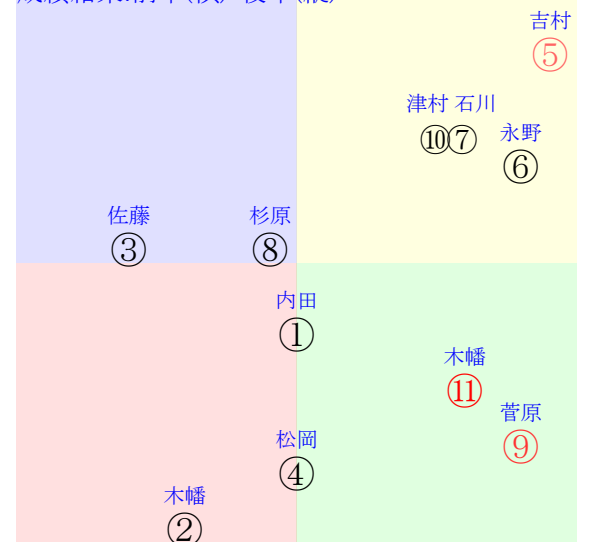 吉村
⑤
津村 石川
⑩⑦
永野
⑥
佐藤 杉原
③ ⑧
内田
①
木幡
⑪
菅原
⑨
松岡
④
木幡
②